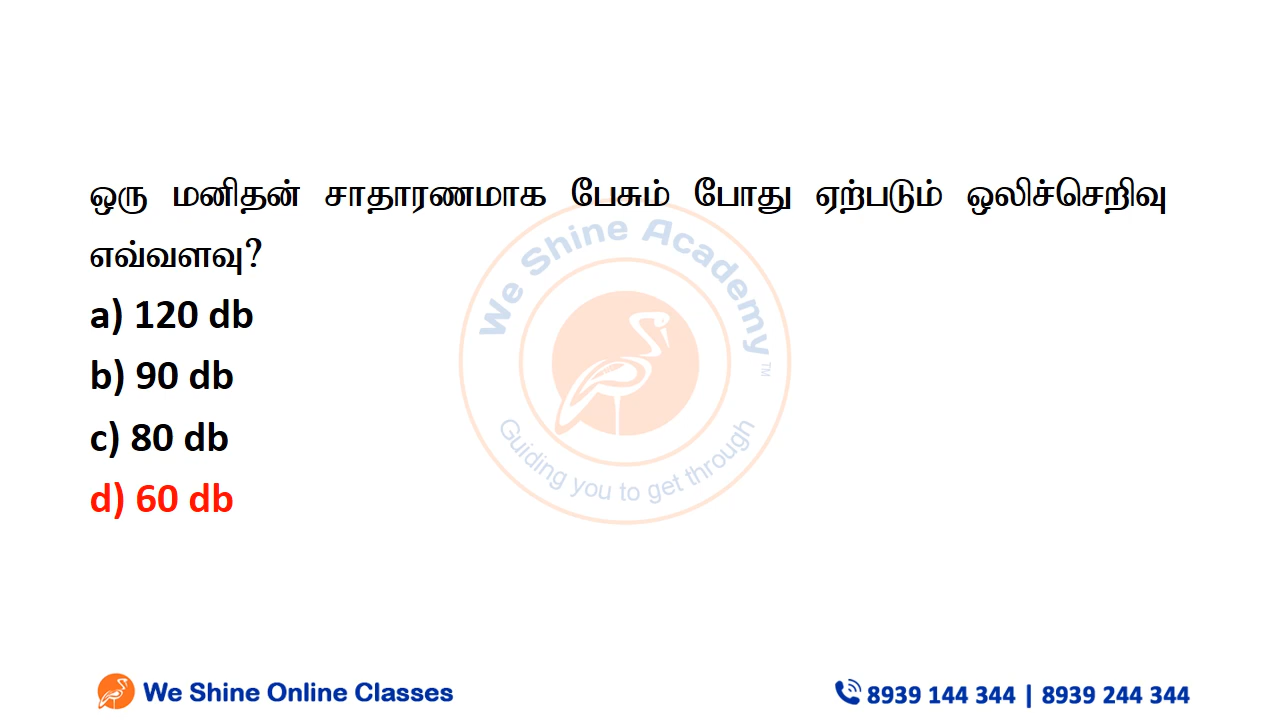 ஒரு மனிதன் சாதாரணமாக பேசும் போது ஏற்படும் ஒலிச்செறிவு
எவ்வளவு?
a) 120 db
b) 90 db
c) 80 db
d) 60 db
We Shine Academy
TM
Guiding you to get through
We Shine Online Classes
8939 144 344 | 8939 244 344